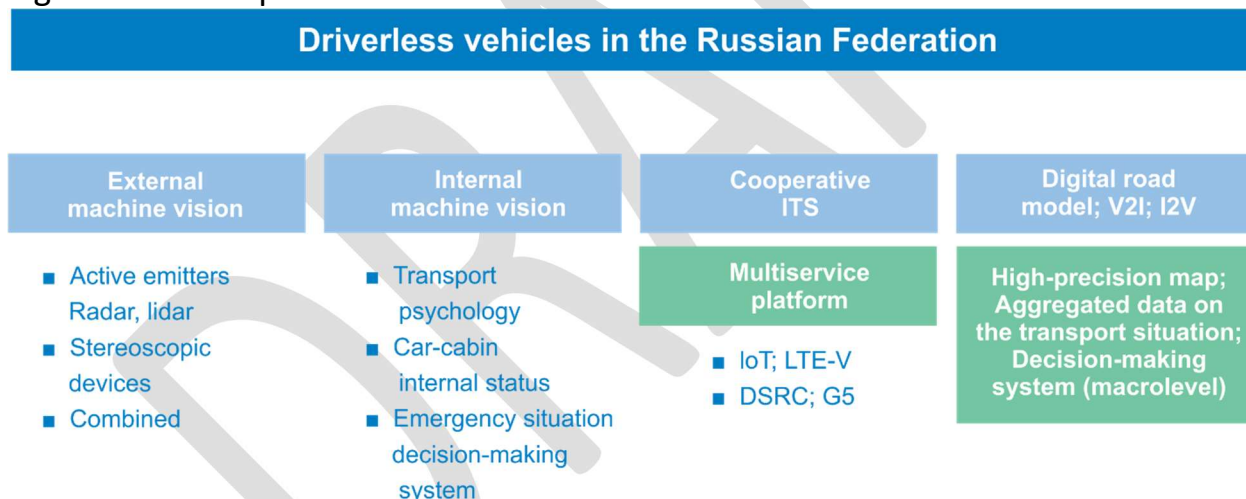 Driverless vehicles in the Russian Federation
External
machine vision
■ Active emitters
Radar, lidar
■ Stereoscopic
devices
■ Combined
Internal
machine vision
■ Transport
psychology
■ Car-cabin
internal status
■ Emergency situation
decision-making
system
Cooperative
ITS
Multiservice
platform
■ IoT; LTE-V
■ DSRC; G5
Digital road
model; V2I; I2V
High-precision map;
Aggregated data on
the transport situation;
Decision-making
system (macrolevel)